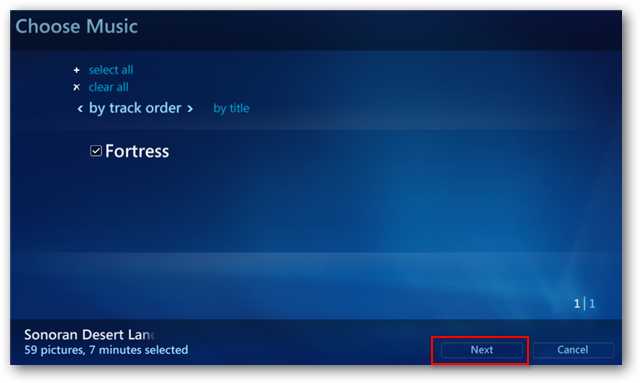 Choose Music
+ select all
× clear all
‹ by track order › by title
Fortress
1 | 1
Sonoran Desert Lan
59 pictures, 7 minutes selected
Next Cancel